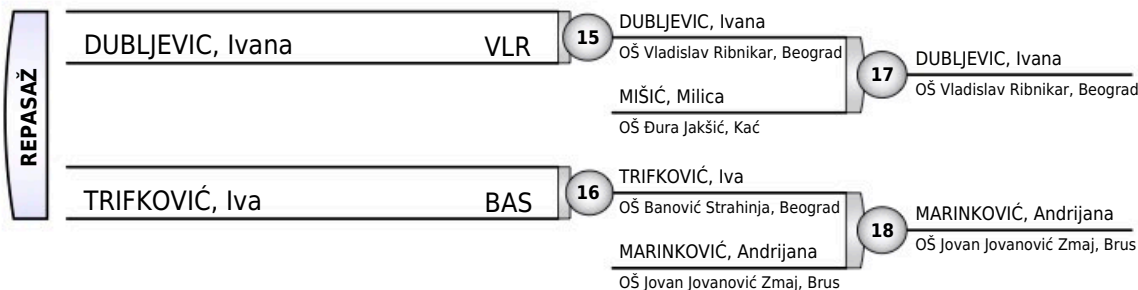 REPASAŽ
DUBLJEVIC, Ivana VLR
15
DUBLJEVIC, Ivana
OŠ Vladislav Ribnikar, Beograd
MIŠIĆ, Milica
OŠ Đura Jakšić, Kać
17
DUBLJEVIC, Ivana
OŠ Vladislav Ribnikar, Beograd
TRIFKOVIĆ, Iva BAS
16
TRIFKOVIĆ, Iva
OŠ Banović Strahinja, Beograd
MARINKOVIĆ, Andrijana
OŠ Jovan Jovanović Zmaj, Brus
18
MARINKOVIĆ, Andrijana
OŠ Jovan Jovanović Zmaj, Brus